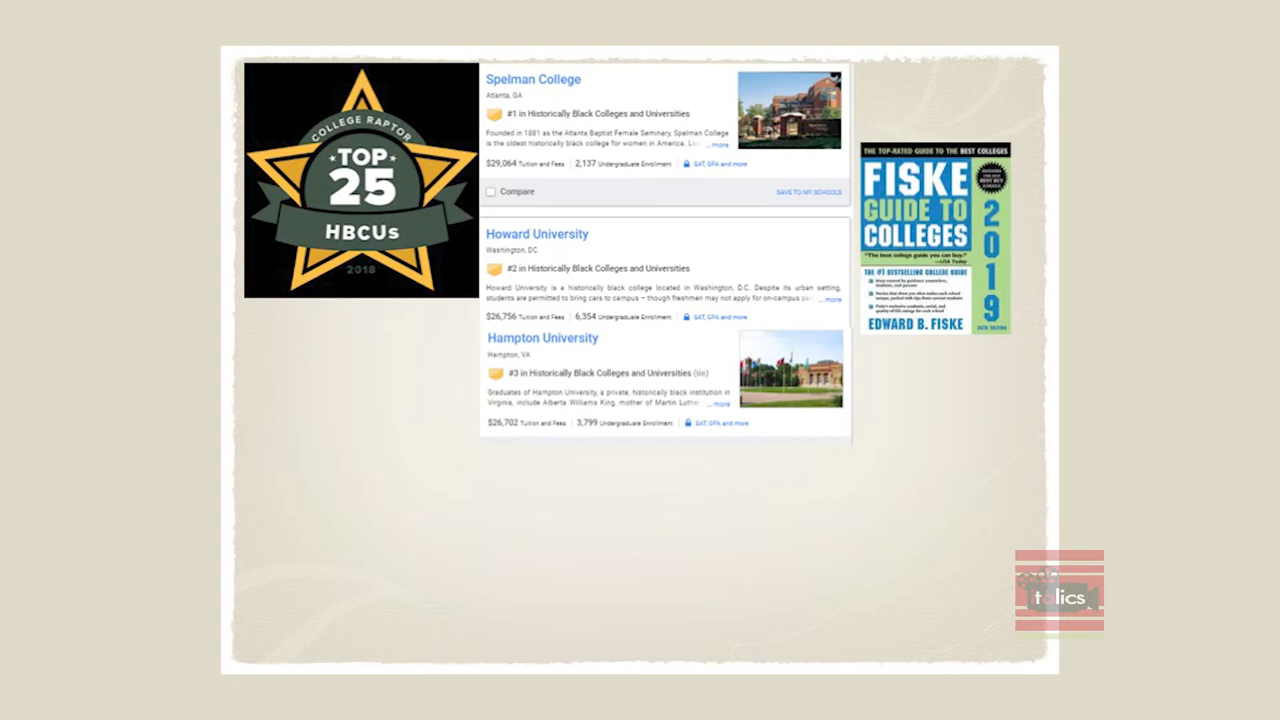 COLLEGE RAPTOR
TOP
25
HBCUs
2018
Spelman College
Atlanta, GA
#1 in Historically Black Colleges and Universities
Founded in 1881 as the Atlanta Baptist Female Seminary, Spelman College
is the oldest historically black college for women in America. ...more
$29,064 Tuition and Fees 2,137 Undergraduate Enrollment SAT, GPA and more
Compare SAVE TO MY SCHOOLS
Howard University
Washington, DC
#2 in Historically Black Colleges and Universities
Howard University is a historically black college located in Washington, D.C. Despite its urban setting,
students are permitted to bring cars to campus – though freshmen may not apply for on-campus ...more
$26,756 Tuition and Fees 6,354 Undergraduate Enrollment SAT, GPA and more
Hampton University
Hampton, VA
#3 in Historically Black Colleges and Universities (tie)
Graduates of Hampton University, a private, historically black institution in
Virginia, include Alberta Williams King, mother of Martin Luthe ... more
$26,702 Tuition and Fees 3,799 Undergraduate Enrollment SAT, GPA and more
THE TOP-RATED GUIDE TO THE BEST COLLEGES
FISKE
GUIDE TO
COLLEGES
2019
"The best college guide you can buy."
—USA Today
THE #1 BESTSELLING COLLEGE GUIDE
EDWARD B. FISKE
italics